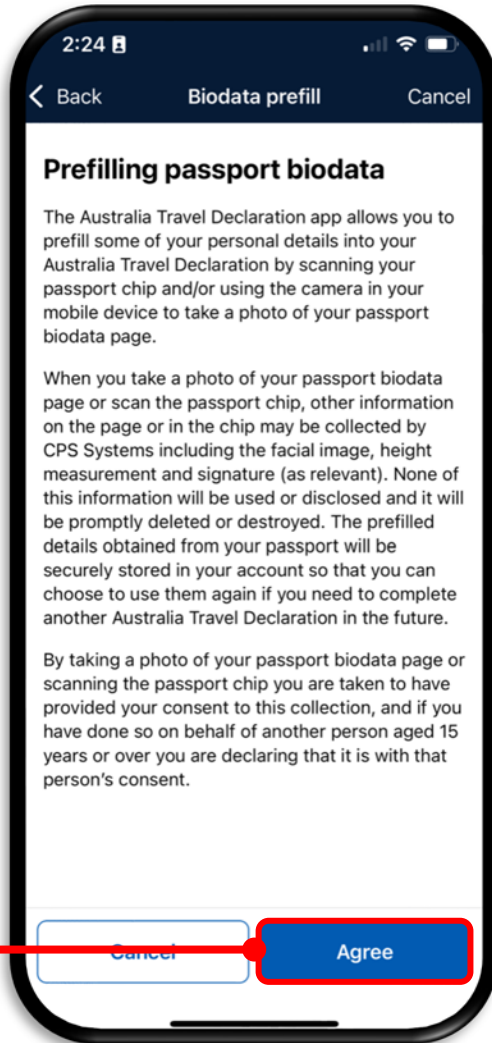 2:24
Back Biodata prefill Cancel
Prefilling passport biodata
The Australia Travel Declaration app allows you to
prefill some of your personal details into your
Australia Travel Declaration by scanning your
passport chip and/or using the camera in your
mobile device to take a photo of your passport
biodata page.
When you take a photo of your passport biodata
page or scan the passport chip, other information
on the page or in the chip may be collected by
CPS Systems including the facial image, height
measurement and signature (as relevant). None of
this information will be used or disclosed and it will
be promptly deleted or destroyed. The prefilled
details obtained from your passport will be
securely stored in your account so that you can
choose to use them again if you need to complete
another Australia Travel Declaration in the future.
By taking a photo of your passport biodata page or
scanning the passport chip you are taken to have
provided your consent to this collection, and if you
have done so on behalf of another person aged 15
years or over you are declaring that it is with that
person’s consent.
Cancel Agree